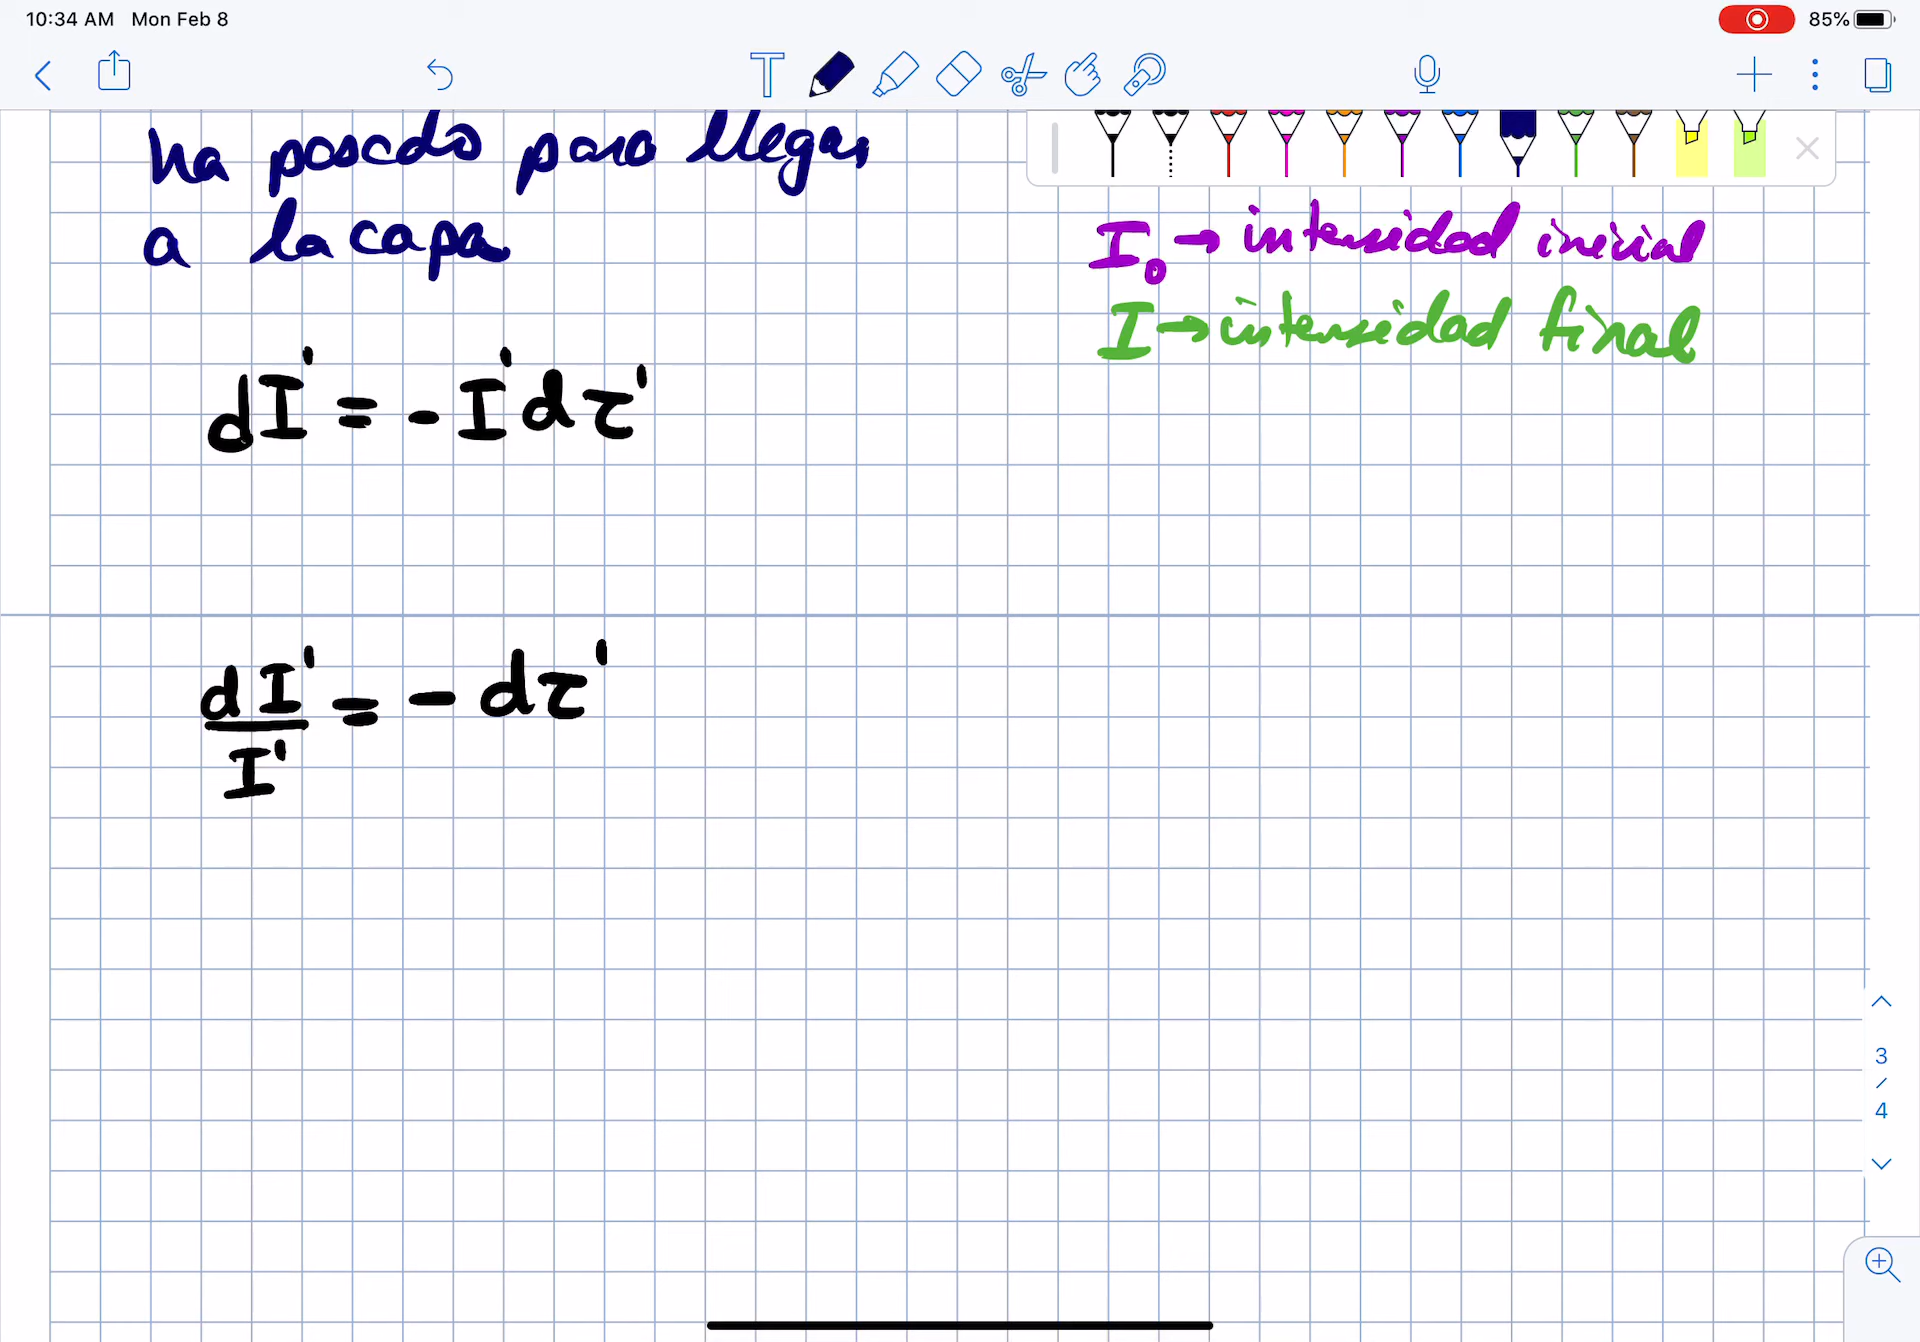 10:34 AM Mon Feb 8
85%
T
ha pasado para llegar
a la capa
I₀ → intensidad inicial
I → intensidad final
dI' = - I' dτ'
dI'/I' = - dτ'
3
/
4